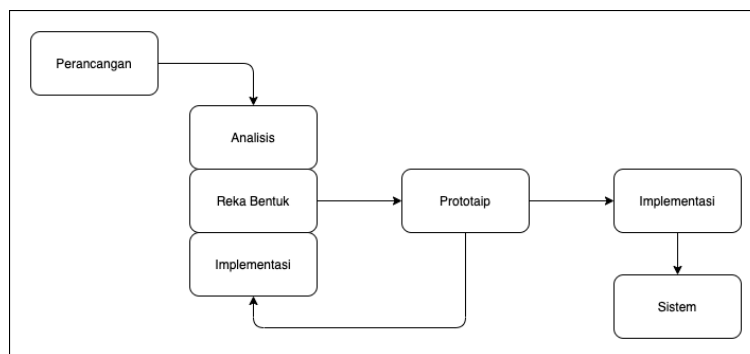 Perancangan
Analisis
Reka Bentuk
Implementasi
Prototaip
Implementasi
Sistem